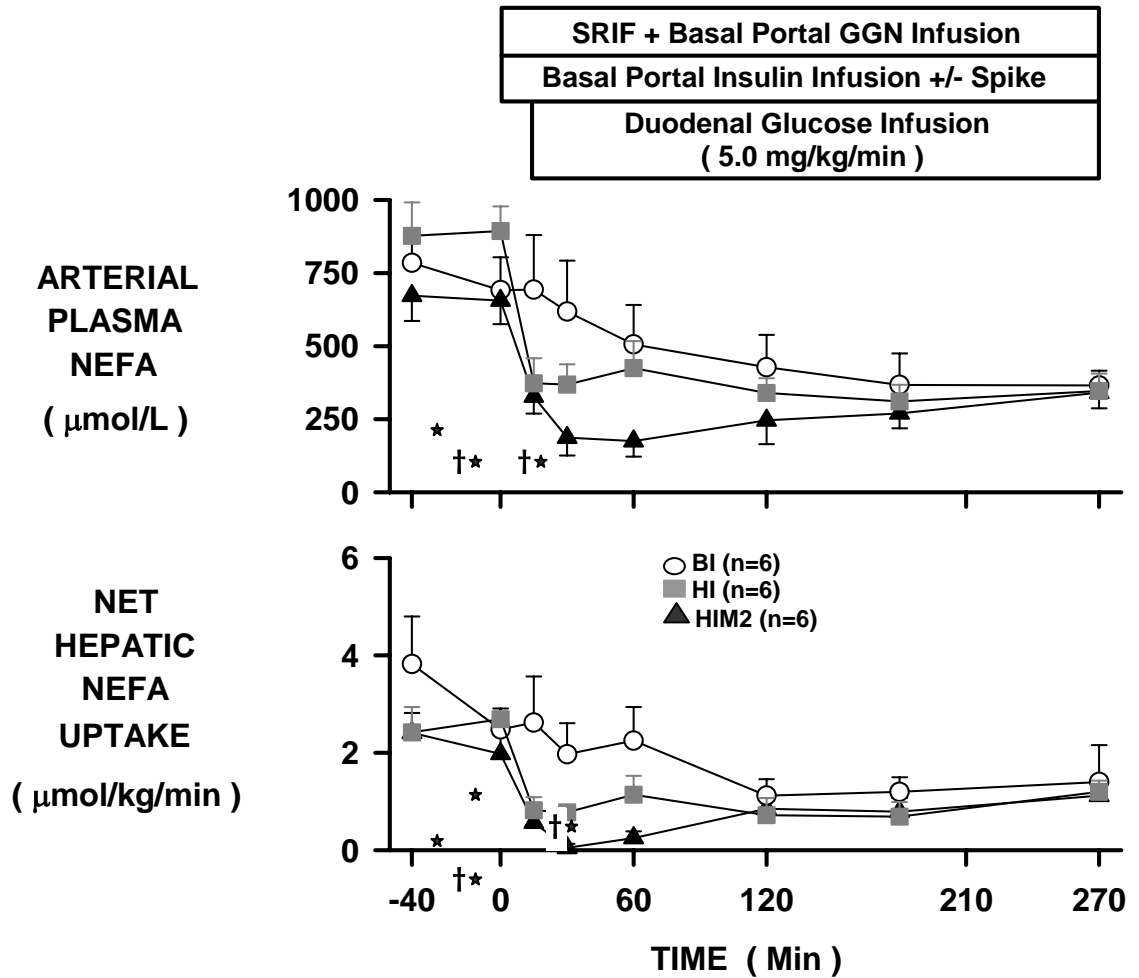 SRIF + Basal Portal GGN Infusion
Basal Portal Insulin Infusion +/- Spike
Duodenal Glucose Infusion
( 5.0 mg/kg/min )
ARTERIAL
PLASMA
NEFA
( μmol/L )
1000
750
500
250
0
★
†★ †★
NET
HEPATIC
NEFA
UPTAKE
( μmol/kg/min )
6
4
2
0
BI (n=6)
HI (n=6)
HIM2 (n=6)
★
†★
★
†★
-40 0 60 120 210 270
TIME ( Min )